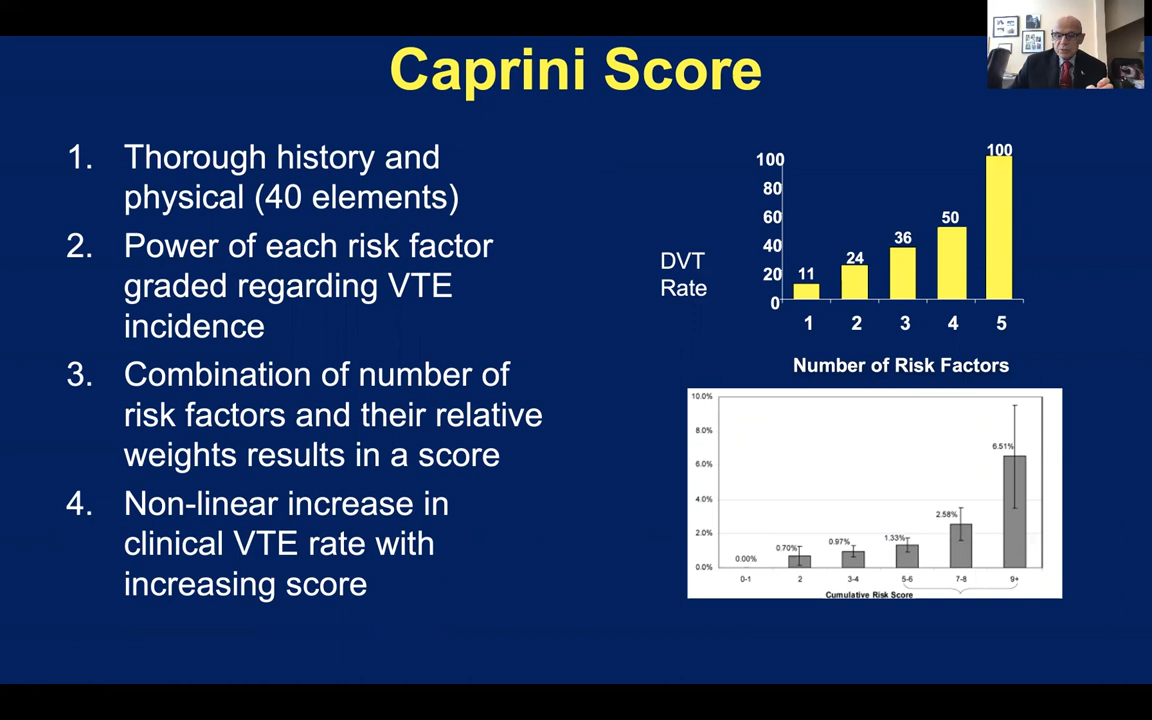 Caprini Score
1. Thorough history and
physical (40 elements)
2. Power of each risk factor
graded regarding VTE
incidence
3. Combination of number of
risk factors and their relative
weights results in a score
4. Non-linear increase in
clinical VTE rate with
increasing score
DVT
Rate
100
80
60
40
20
0
11
24
36
50
100
1 2 3 4 5
Number of Risk Factors
10.0%
8.0%
6.0%
4.0%
2.0%
0.0%
0.00%
0.70%
0.97%
1.33%
2.58%
6.51%
0-1 2 3-4 5-6 7-8 9+
Cumulative Risk Score